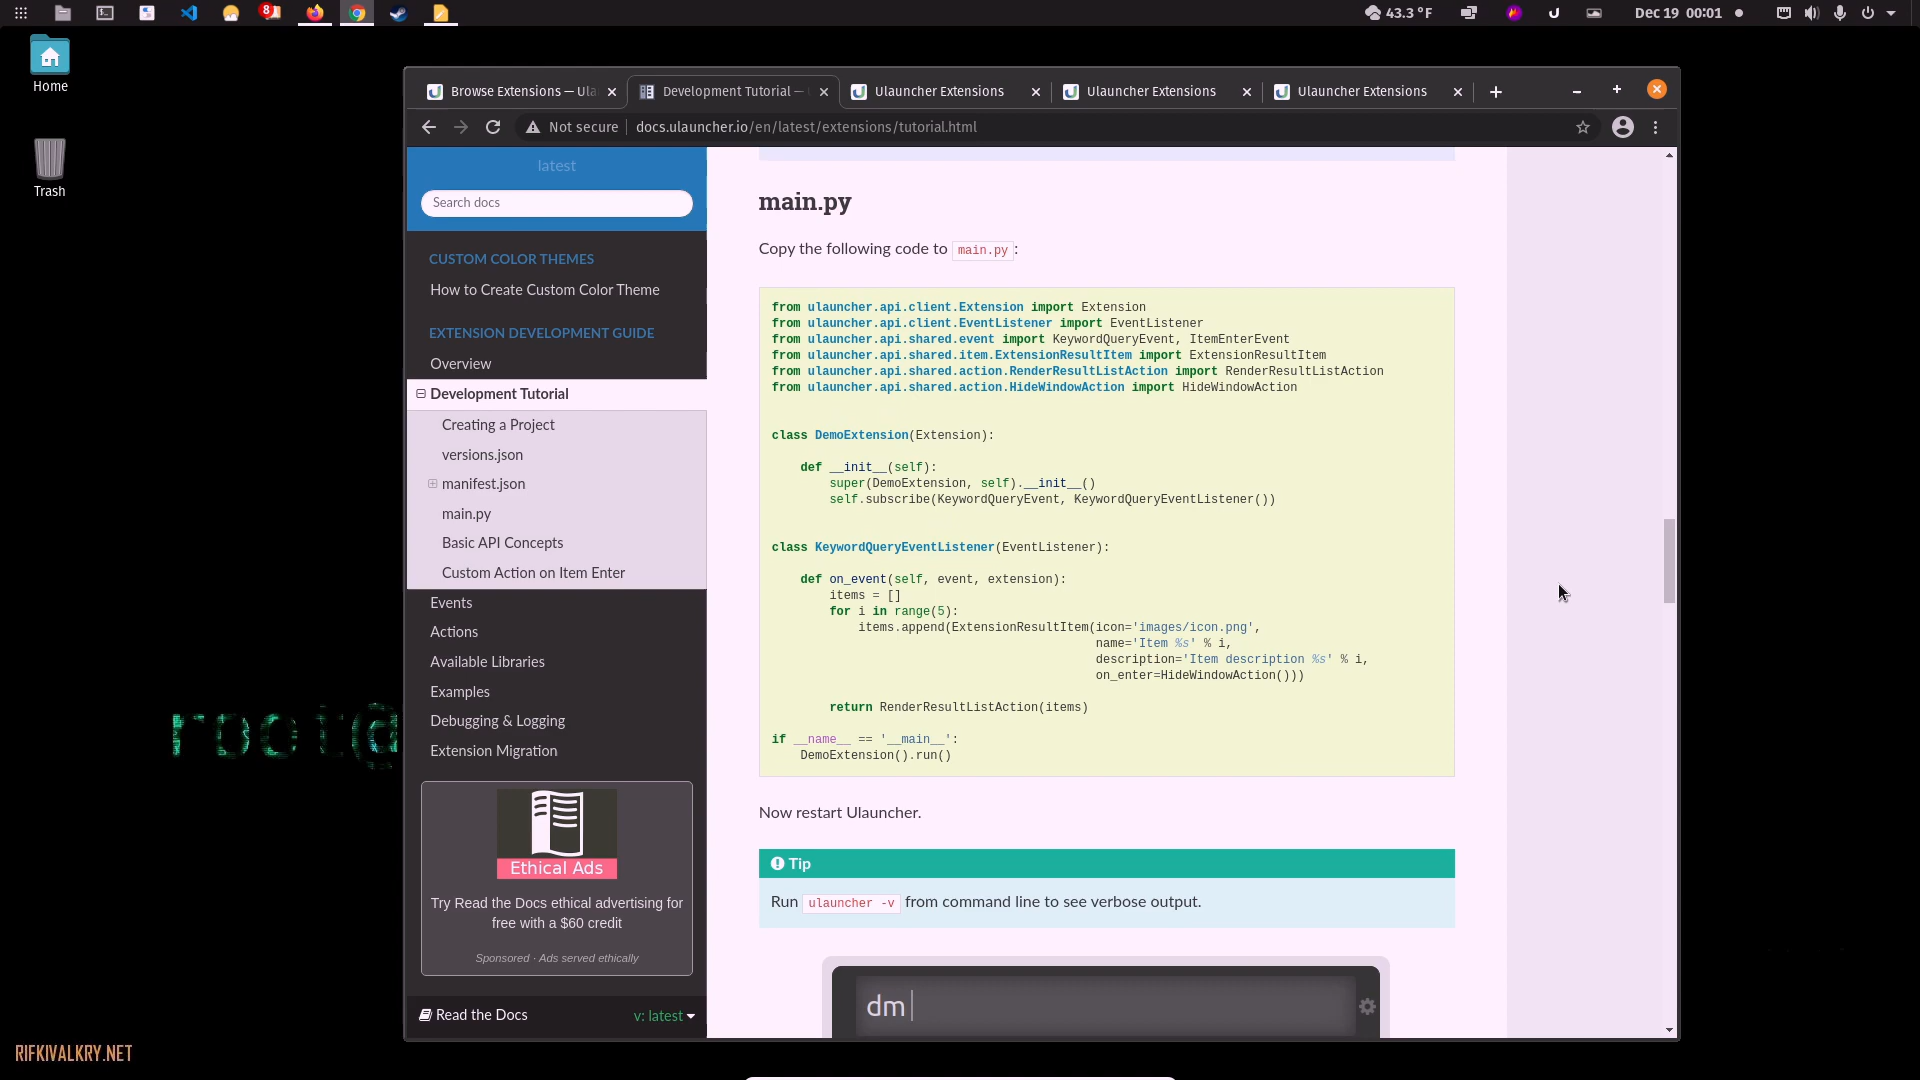 8
43.3 °F
Dec 19 00:01
Home
Trash
Browse Extensions — Ula
Development Tutorial —
Ulauncher Extensions
Ulauncher Extensions
Ulauncher Extensions
Not secure
docs.ulauncher.io/en/latest/extensions/tutorial.html
latest
Search docs
CUSTOM COLOR THEMES
How to Create Custom Color Theme
EXTENSION DEVELOPMENT GUIDE
Overview
Development Tutorial
Creating a Project
versions.json
manifest.json
main.py
Basic API Concepts
Custom Action on Item Enter
Events
Actions
Available Libraries
Examples
Debugging & Logging
Extension Migration
Ethical Ads
Try Read the Docs ethical advertising for
free with a $60 credit
Sponsored · Ads served ethically
Read the Docs
v: latest
main.py
Copy the following code to main.py:
from ulauncher.api.client.Extension import Extension
from ulauncher.api.client.EventListener import EventListener
from ulauncher.api.shared.event import KeywordQueryEvent, ItemEnterEvent
from ulauncher.api.shared.item.ExtensionResultItem import ExtensionResultItem
from ulauncher.api.shared.action.RenderResultListAction import RenderResultListAction
from ulauncher.api.shared.action.HideWindowAction import HideWindowAction
class DemoExtension(Extension):
    def __init__(self):
        super(DemoExtension, self).__init__()
        self.subscribe(KeywordQueryEvent, KeywordQueryEventListener())
class KeywordQueryEventListener(EventListener):
    def on_event(self, event, extension):
        items = []
        for i in range(5):
            items.append(ExtensionResultItem(icon='images/icon.png',
                                             name='Item %s' % i,
                                             description='Item description %s' % i,
                                             on_enter=HideWindowAction()))
        return RenderResultListAction(items)
if __name__ == '__main__':
    DemoExtension().run()
Now restart Ulauncher.
Tip
Run ulauncher -v from command line to see verbose output.
dm
root@
RIFKIVALKRY.NET